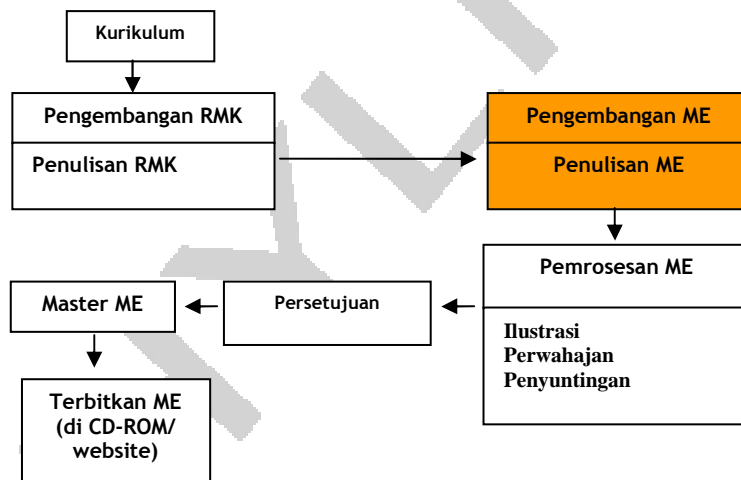 Kurikulum
Pengembangan RMK
Penulisan RMK
Pengembangan ME
Penulisan ME
Pemrosesan ME
Ilustrasi
Perwahajan
Penyuntingan
Persetujuan
Master ME
Terbitkan ME
(di CD-ROM/
website)